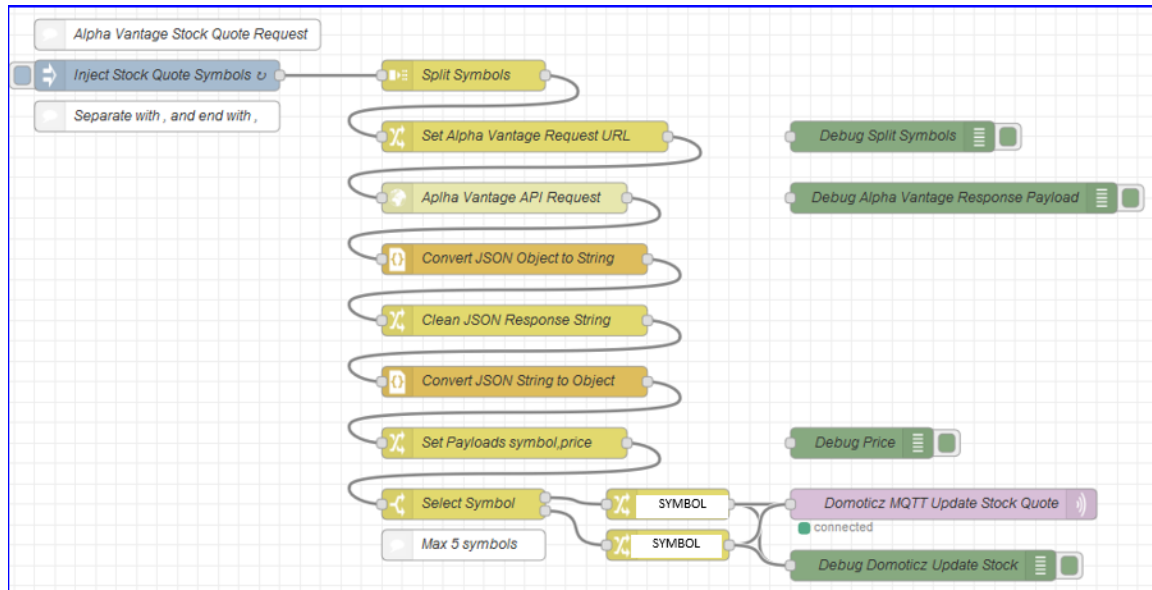 Alpha Vantage Stock Quote Request
Inject Stock Quote Symbols ↻
Split Symbols
Separate with , and end with ,
Set Alpha Vantage Request URL
Debug Split Symbols
Aplha Vantage API Request
Debug Alpha Vantage Response Payload
Convert JSON Object to String
Clean JSON Response String
Convert JSON String to Object
Set Payloads symbol,price
Debug Price
Select Symbol
SYMBOL
Domoticz MQTT Update Stock Quote
connected
Max 5 symbols
SYMBOL
Debug Domoticz Update Stock